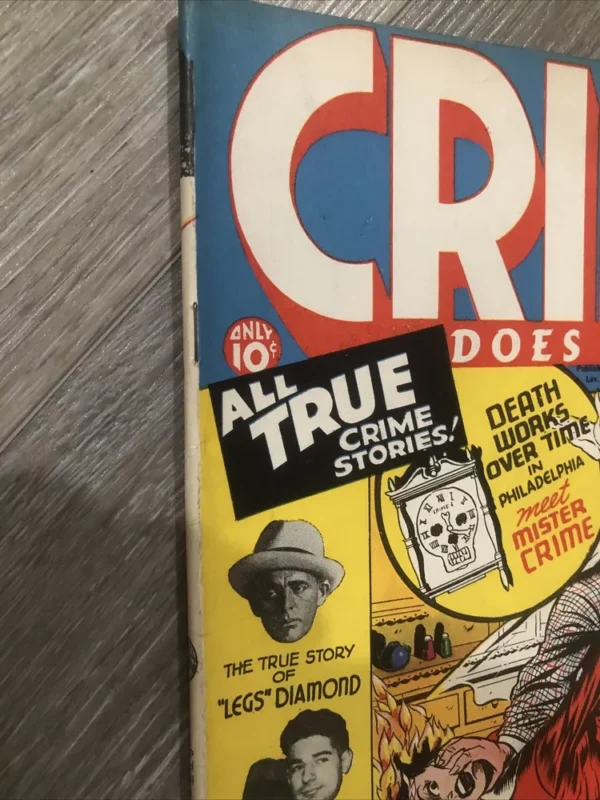 CRI
DOES
ONLY
10¢
ALL
TRUE
CRIME
STORIES!
DEATH
WORKS
OVER TIME
IN
PHILADELPHIA
meet
MISTER
CRIME
THE TRUE STORY
OF
"LEGS" DIAMOND